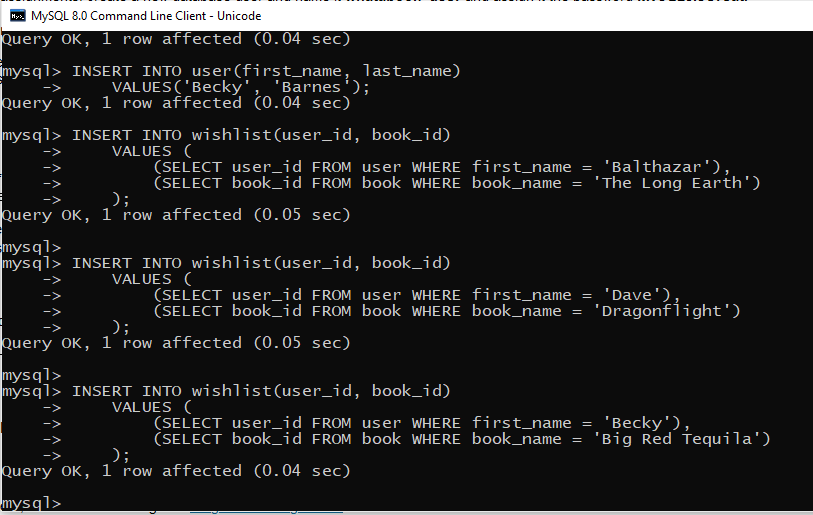 MySQL 8.0 Command Line Client - Unicode
Query OK, 1 row affected (0.04 sec)
mysql> INSERT INTO user(first_name, last_name)
    ->     VALUES('Becky', 'Barnes');
Query OK, 1 row affected (0.04 sec)
mysql> INSERT INTO wishlist(user_id, book_id)
    ->     VALUES (
    ->         (SELECT user_id FROM user WHERE first_name = 'Balthazar'),
    ->         (SELECT book_id FROM book WHERE book_name = 'The Long Earth')
    ->     );
Query OK, 1 row affected (0.05 sec)
mysql>
mysql> INSERT INTO wishlist(user_id, book_id)
    ->     VALUES (
    ->         (SELECT user_id FROM user WHERE first_name = 'Dave'),
    ->         (SELECT book_id FROM book WHERE book_name = 'Dragonflight')
    ->     );
Query OK, 1 row affected (0.05 sec)
mysql>
mysql> INSERT INTO wishlist(user_id, book_id)
    ->     VALUES (
    ->         (SELECT user_id FROM user WHERE first_name = 'Becky'),
    ->         (SELECT book_id FROM book WHERE book_name = 'Big Red Tequila')
    ->     );
Query OK, 1 row affected (0.04 sec)
mysql>